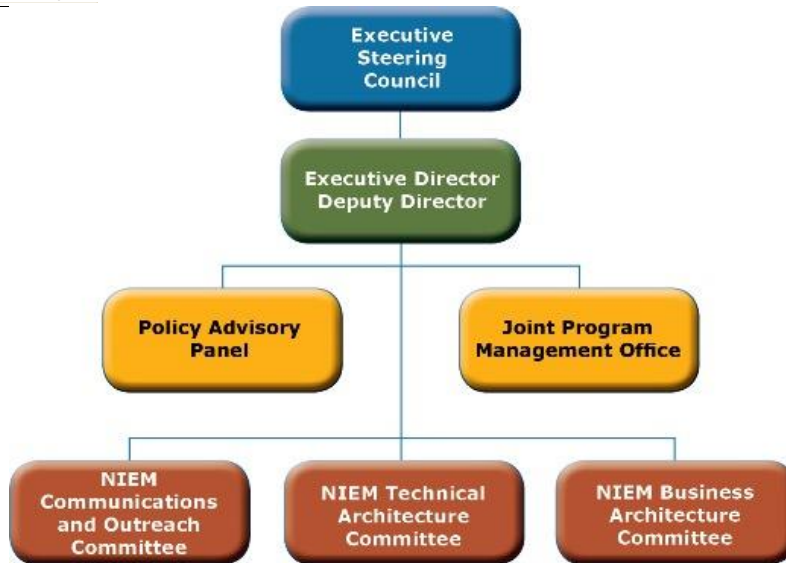 Executive
Steering
Council
Executive Director
Deputy Director
Policy Advisory
Panel
Joint Program
Management Office
NIEM
Communications
and Outreach
Committee
NIEM Technical
Architecture
Committee
NIEM Business
Architecture
Committee